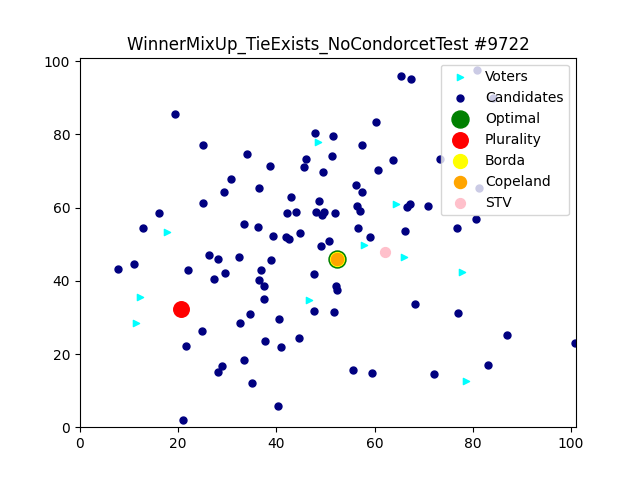 WinnerMixUp_TieExists_NoCondorcetTest #9722
100
80
60
40
20
0
0 20 40 60 80 100
Voters
Candidates
Optimal
Plurality
Borda
Copeland
STV